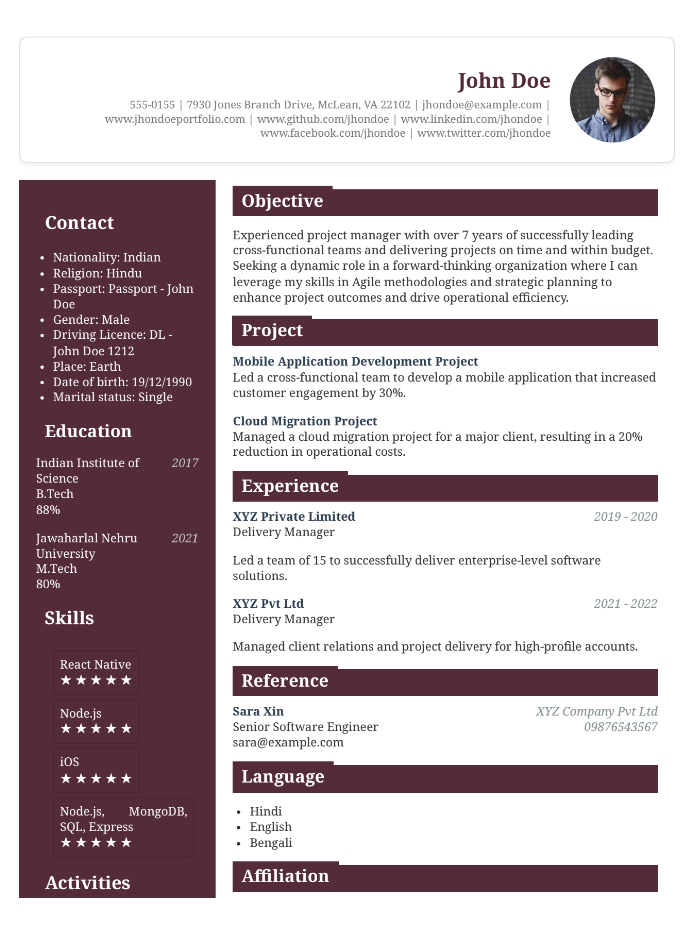 John Doe
555-0155 | 7930 Jones Branch Drive, McLean, VA 22102 | jhondoe@example.com |
www.jhondoeportfolio.com | www.github.com/jhondoe | www.linkedin.com/jhondoe |
www.facebook.com/jhondoe | www.twitter.com/jhondoe
Contact
• Nationality: Indian
• Religion: Hindu
• Passport: Passport - John
Doe
• Gender: Male
• Driving Licence: DL -
John Doe 1212
• Place: Earth
• Date of birth: 19/12/1990
• Marital status: Single
Education
Indian Institute of 2017
Science
B.Tech
88%
Jawaharlal Nehru 2021
University
M.Tech
80%
Skills
React Native
★★★★★
Node.js
★★★★★
iOS
★★★★★
Node.js, MongoDB,
SQL, Express
★★★★★
Activities
Objective
Experienced project manager with over 7 years of successfully leading
cross-functional teams and delivering projects on time and within budget.
Seeking a dynamic role in a forward-thinking organization where I can
leverage my skills in Agile methodologies and strategic planning to
enhance project outcomes and drive operational efficiency.
Project
Mobile Application Development Project
Led a cross-functional team to develop a mobile application that increased
customer engagement by 30%.
Cloud Migration Project
Managed a cloud migration project for a major client, resulting in a 20%
reduction in operational costs.
Experience
XYZ Private Limited 2019 - 2020
Delivery Manager
Led a team of 15 to successfully deliver enterprise-level software
solutions.
XYZ Pvt Ltd 2021 - 2022
Delivery Manager
Managed client relations and project delivery for high-profile accounts.
Reference
Sara Xin XYZ Company Pvt Ltd
Senior Software Engineer 09876543567
sara@example.com
Language
• Hindi
• English
• Bengali
Affiliation